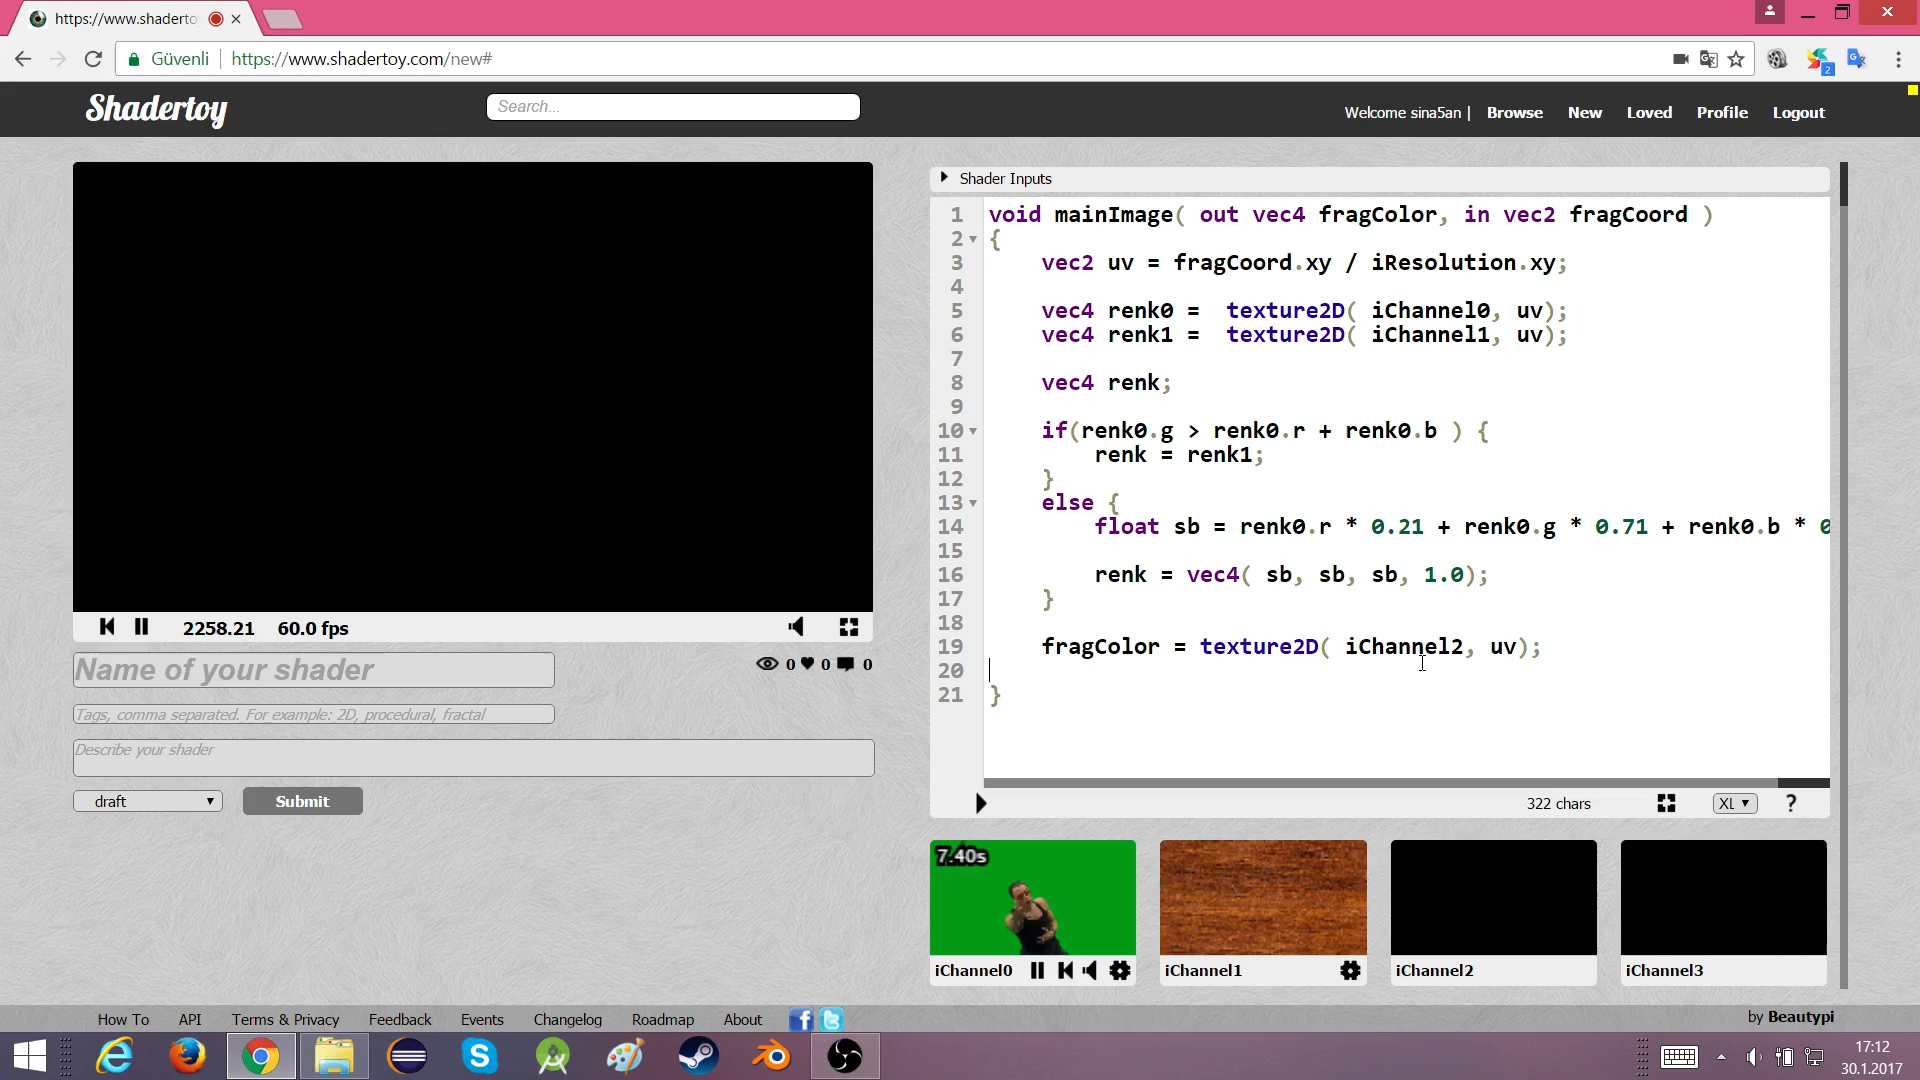 https://www.shaderto
Güvenli https://www.shadertoy.com/new#
2
Shadertoy
Search...
Welcome sina5an | Browse New Loved Profile Logout
2258.21 60.0 fps
Name of your shader
0 0 0
Tags, comma separated. For example: 2D, procedural, fractal
Describe your shader
draft
Submit
Shader Inputs
1 void mainImage( out vec4 fragColor, in vec2 fragCoord )
2 {
3 vec2 uv = fragCoord.xy / iResolution.xy;
4
5 vec4 renk0 = texture2D( iChannel0, uv);
6 vec4 renk1 = texture2D( iChannel1, uv);
7
8 vec4 renk;
9
10 if(renk0.g > renk0.r + renk0.b ) {
11 renk = renk1;
12 }
13 else {
14 float sb = renk0.r * 0.21 + renk0.g * 0.71 + renk0.b * 0
15
16 renk = vec4( sb, sb, sb, 1.0);
17 }
18
19 fragColor = texture2D( iChannel2, uv);
20
21 }
322 chars XL ?
7.40s
iChannel0 iChannel1 iChannel2 iChannel3
How To API Terms & Privacy Feedback Events Changelog Roadmap About
by Beautypi
17:12
30.1.2017